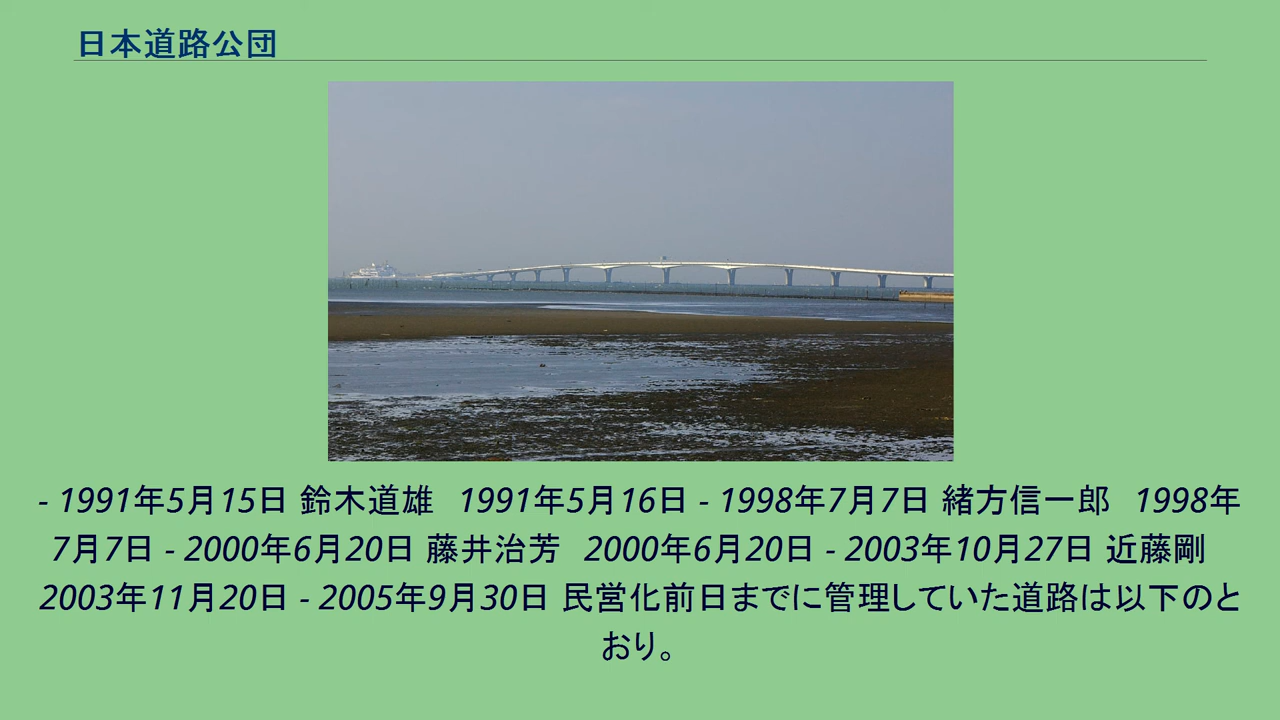 日本道路公団
- 1991年5月15日 鈴木道雄 1991年5月16日 - 1998年7月7日 緒方信一郎 1998年
7月7日 - 2000年6月20日 藤井治芳 2000年6月20日 - 2003年10月27日 近藤剛
2003年11月20日 - 2005年9月30日 民営化前日までに管理していた道路は以下のと
おり。